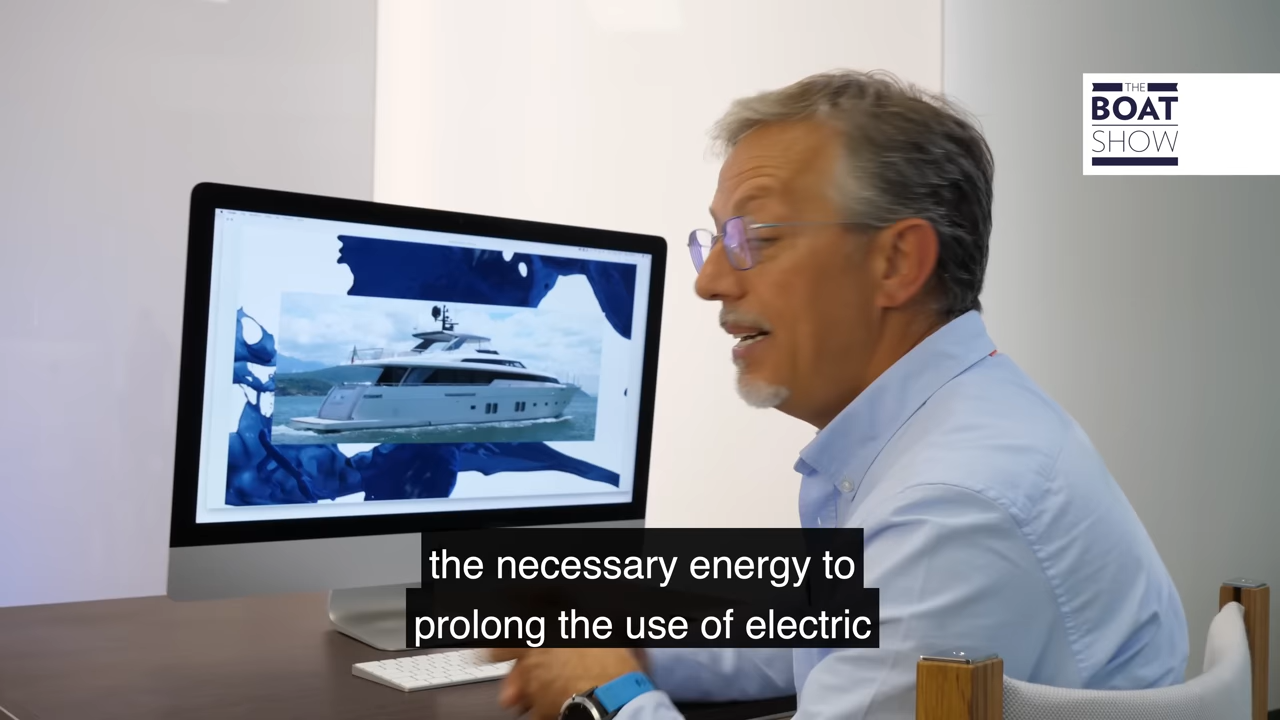 THE
BOAT
SHOW
the necessary energy to
prolong the use of electric